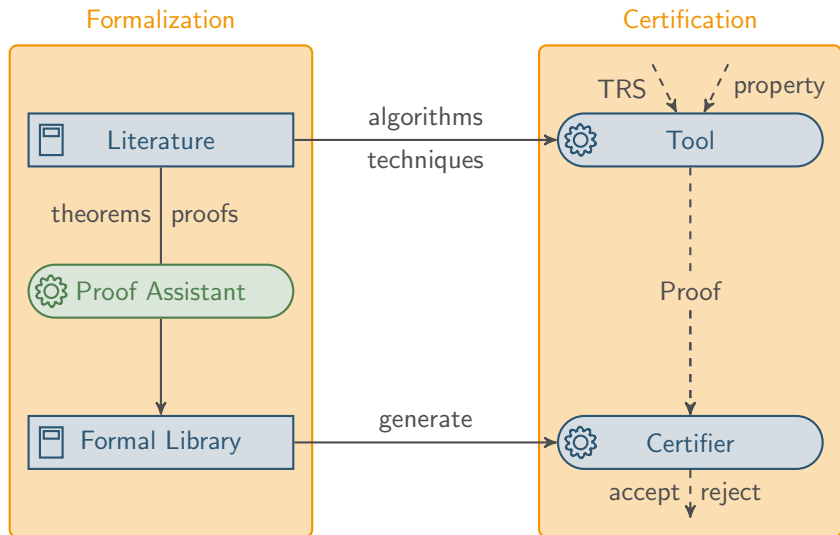 Formalization
Certification
TRS
property
Literature
algorithms
techniques
Tool
theorems
proofs
Proof Assistant
Proof
Formal Library
generate
Certifier
accept
reject